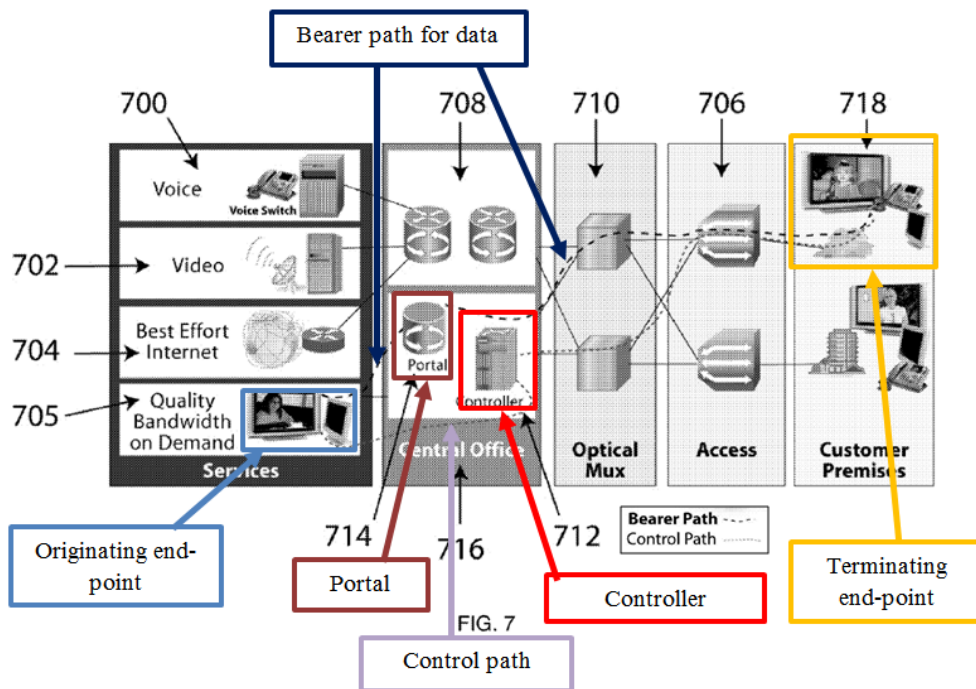 Bearer path for data
700
708
710
706
718
Voice
Voice Switch
702
Video
704
Best Effort
Internet
Portal
705
Quality
Bandwidth
on Demand
Controller
Services
Central Office
Optical
Mux
Access
Customer
Premises
714
716
712
Bearer Path
Control Path
Originating end-
point
Portal
Controller
Terminating
end-point
FIG. 7
Control path